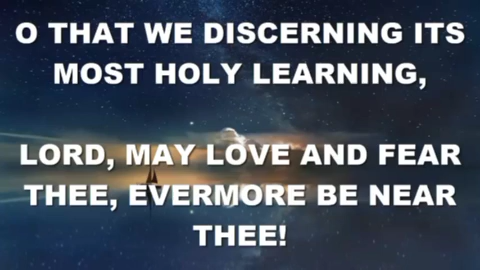 O THAT WE DISCERNING ITS
MOST HOLY LEARNING,
LORD, MAY LOVE AND FEAR
THEE, EVERMORE BE NEAR
THEE!